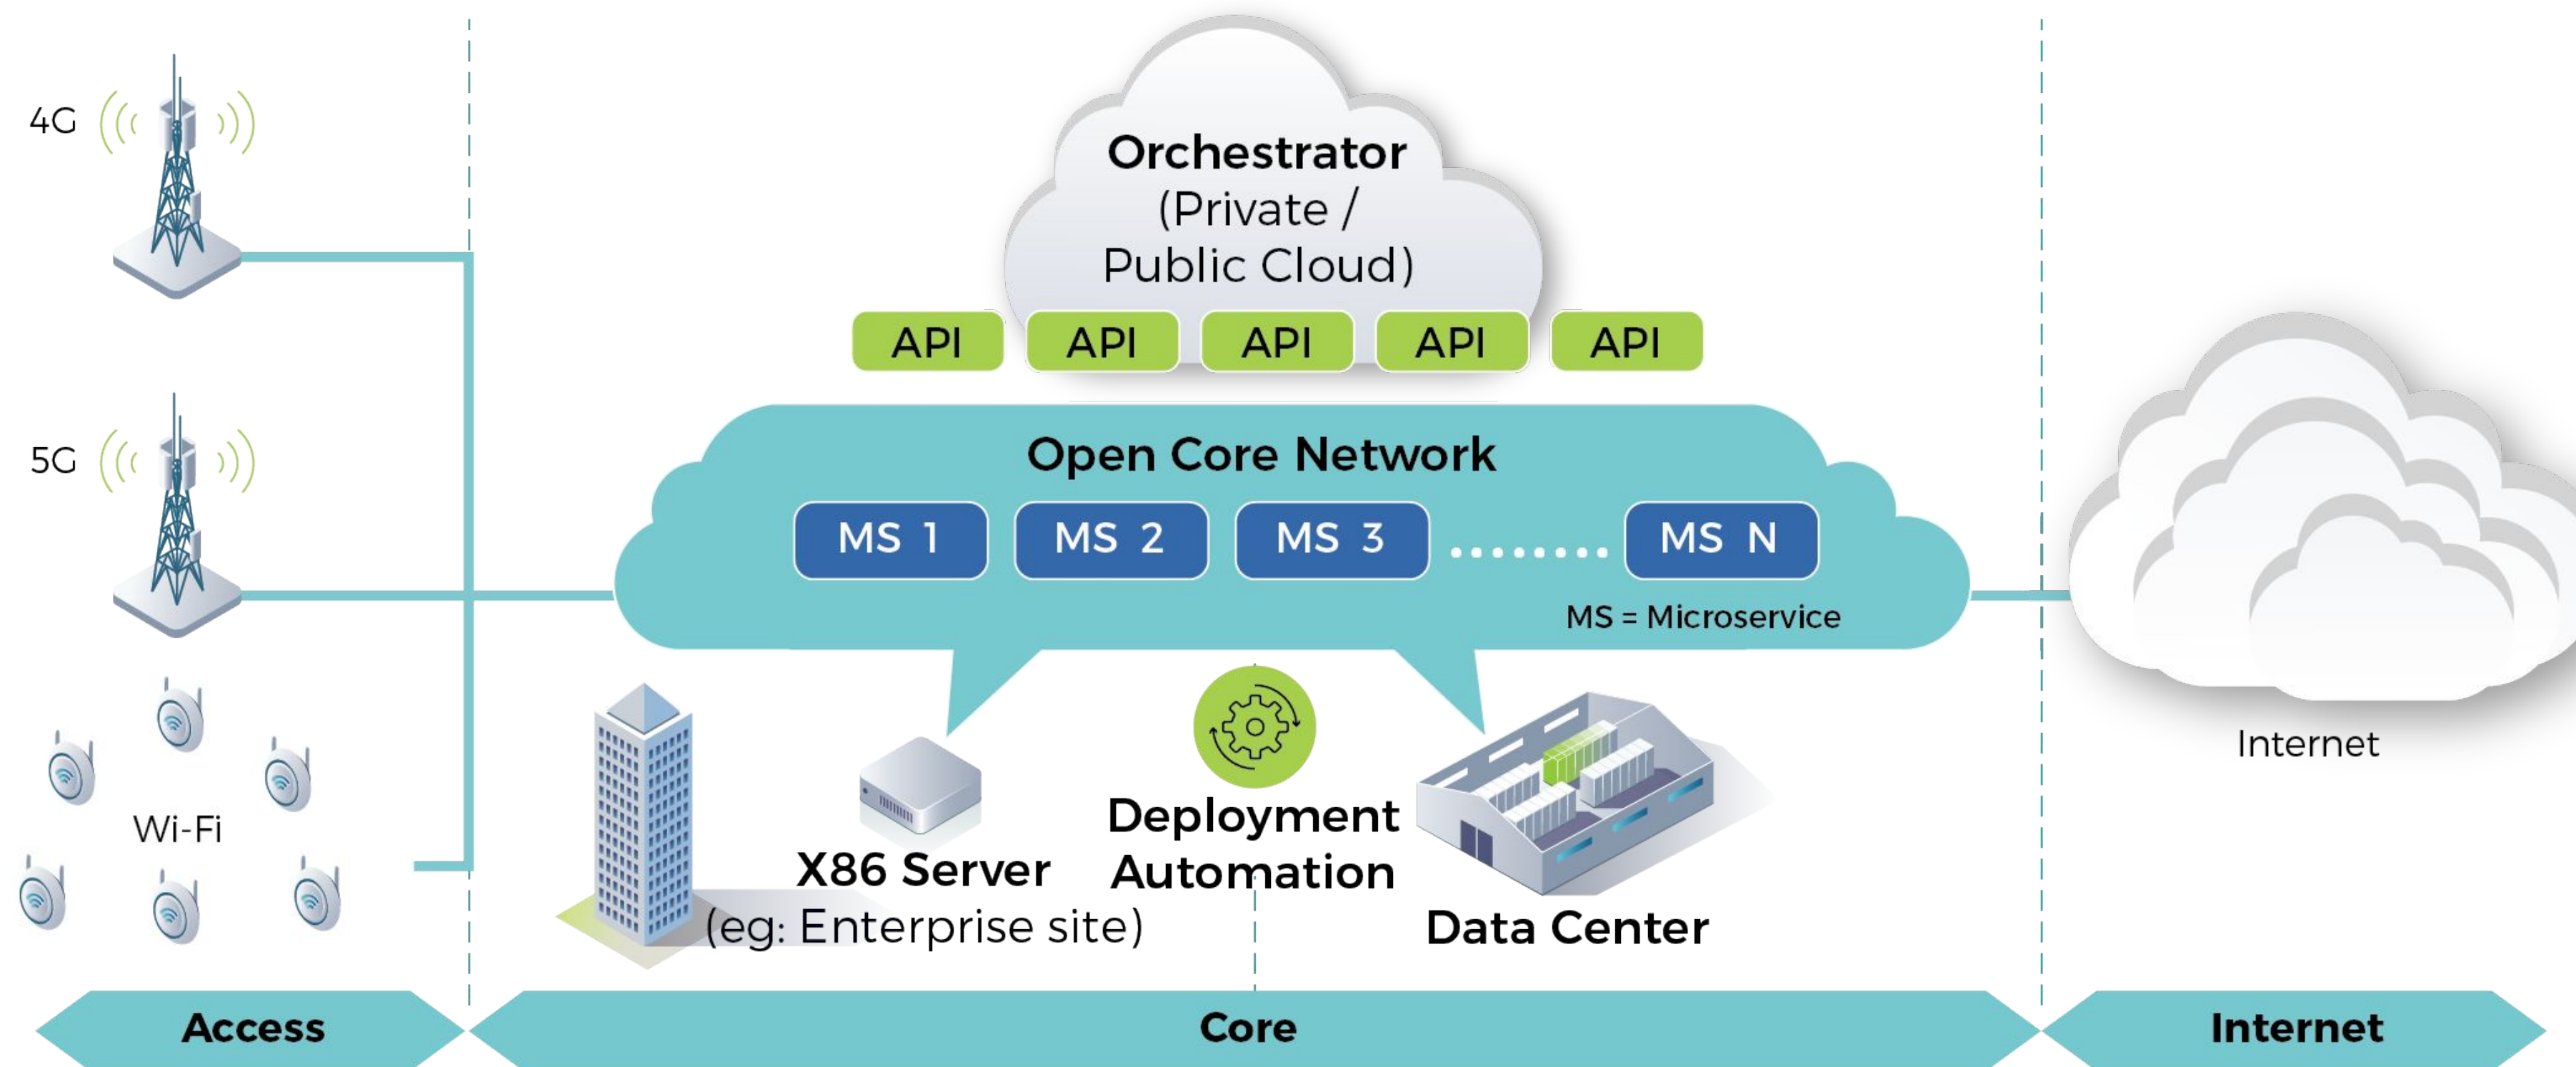 4G
5G
Wi-Fi
Orchestrator
(Private /
Public Cloud)
API
API
API
API
API
Open Core Network
MS 1
MS 2
MS 3
MS N
MS = Microservice
X86 Server
(eg: Enterprise site)
Deployment
Automation
Data Center
Internet
Access
Core
Internet